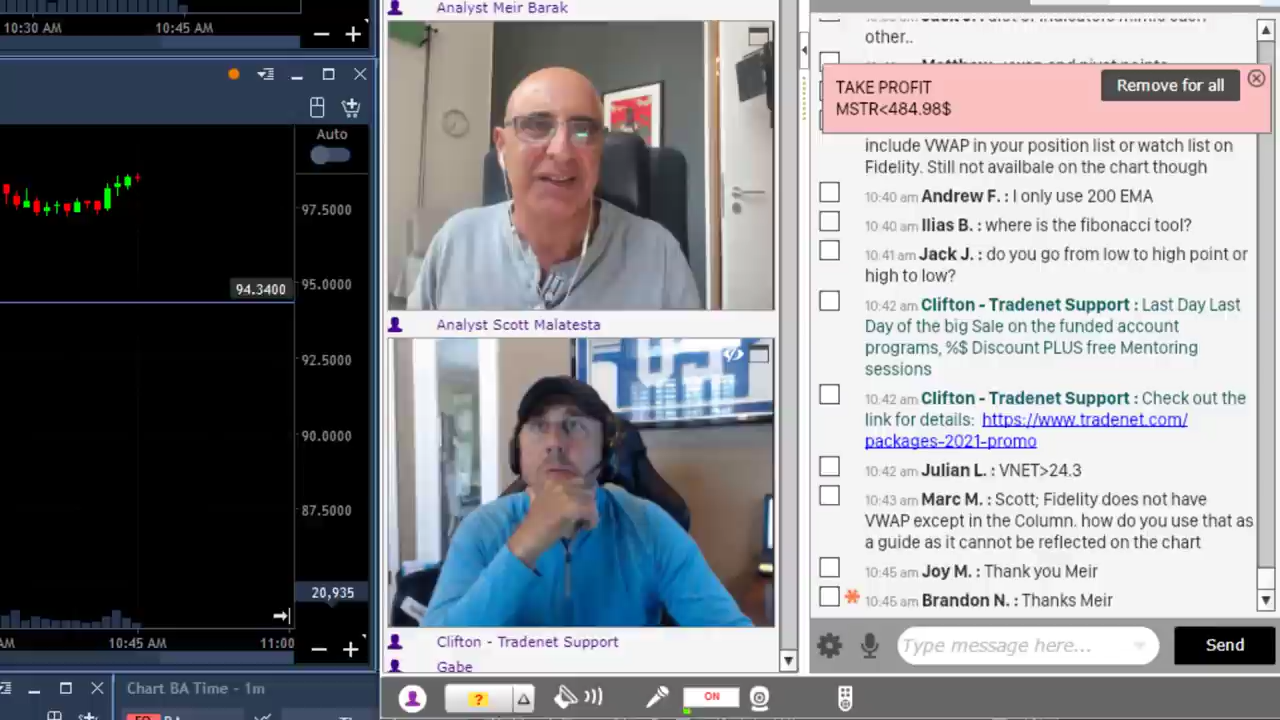 10:30 AM
10:45 AM
Auto
97.5000
94.3400
95.0000
92.5000
90.0000
87.5000
20,935
AM
10:45 AM
11:00
Chart BA Time - 1m
Analyst Meir Barak
Analyst Scott Malatesta
Clifton - Tradenet Support
Gabe
?
ON
other..
TAKE PROFIT
MSTR<484.98$
Remove for all
include VWAP in your position list or watch list on
Fidelity. Still not availbale on the chart though
10:40 am Andrew F. : I only use 200 EMA
10:40 am Ilias B. : where is the fibonacci tool?
10:41 am Jack J. : do you go from low to high point or
high to low?
10:42 am Clifton - Tradenet Support : Last Day Last
Day of the big Sale on the funded account
programs, %$ Discount PLUS free Mentoring
sessions
10:42 am Clifton - Tradenet Support : Check out the
link for details: https://www.tradenet.com/
packages-2021-promo
10:42 am Julian L. : VNET>24.3
10:43 am Marc M. : Scott; Fidelity does not have
VWAP except in the Column. how do you use that as
a guide as it cannot be reflected on the chart
10:45 am Joy M. : Thank you Meir
10:45 am Brandon N. : Thanks Meir
Type message here...
Send